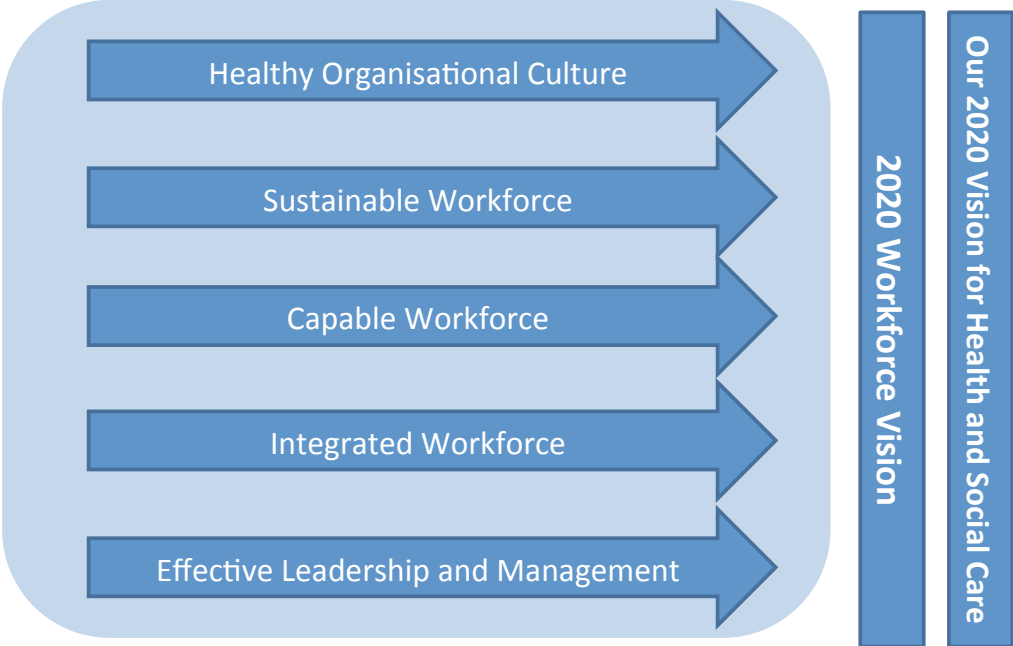 Healthy Organisational Culture
Sustainable Workforce
Capable Workforce
Integrated Workforce
Effective Leadership and Management
2020 Workforce Vision
Our 2020 Vision for Health and Social Care